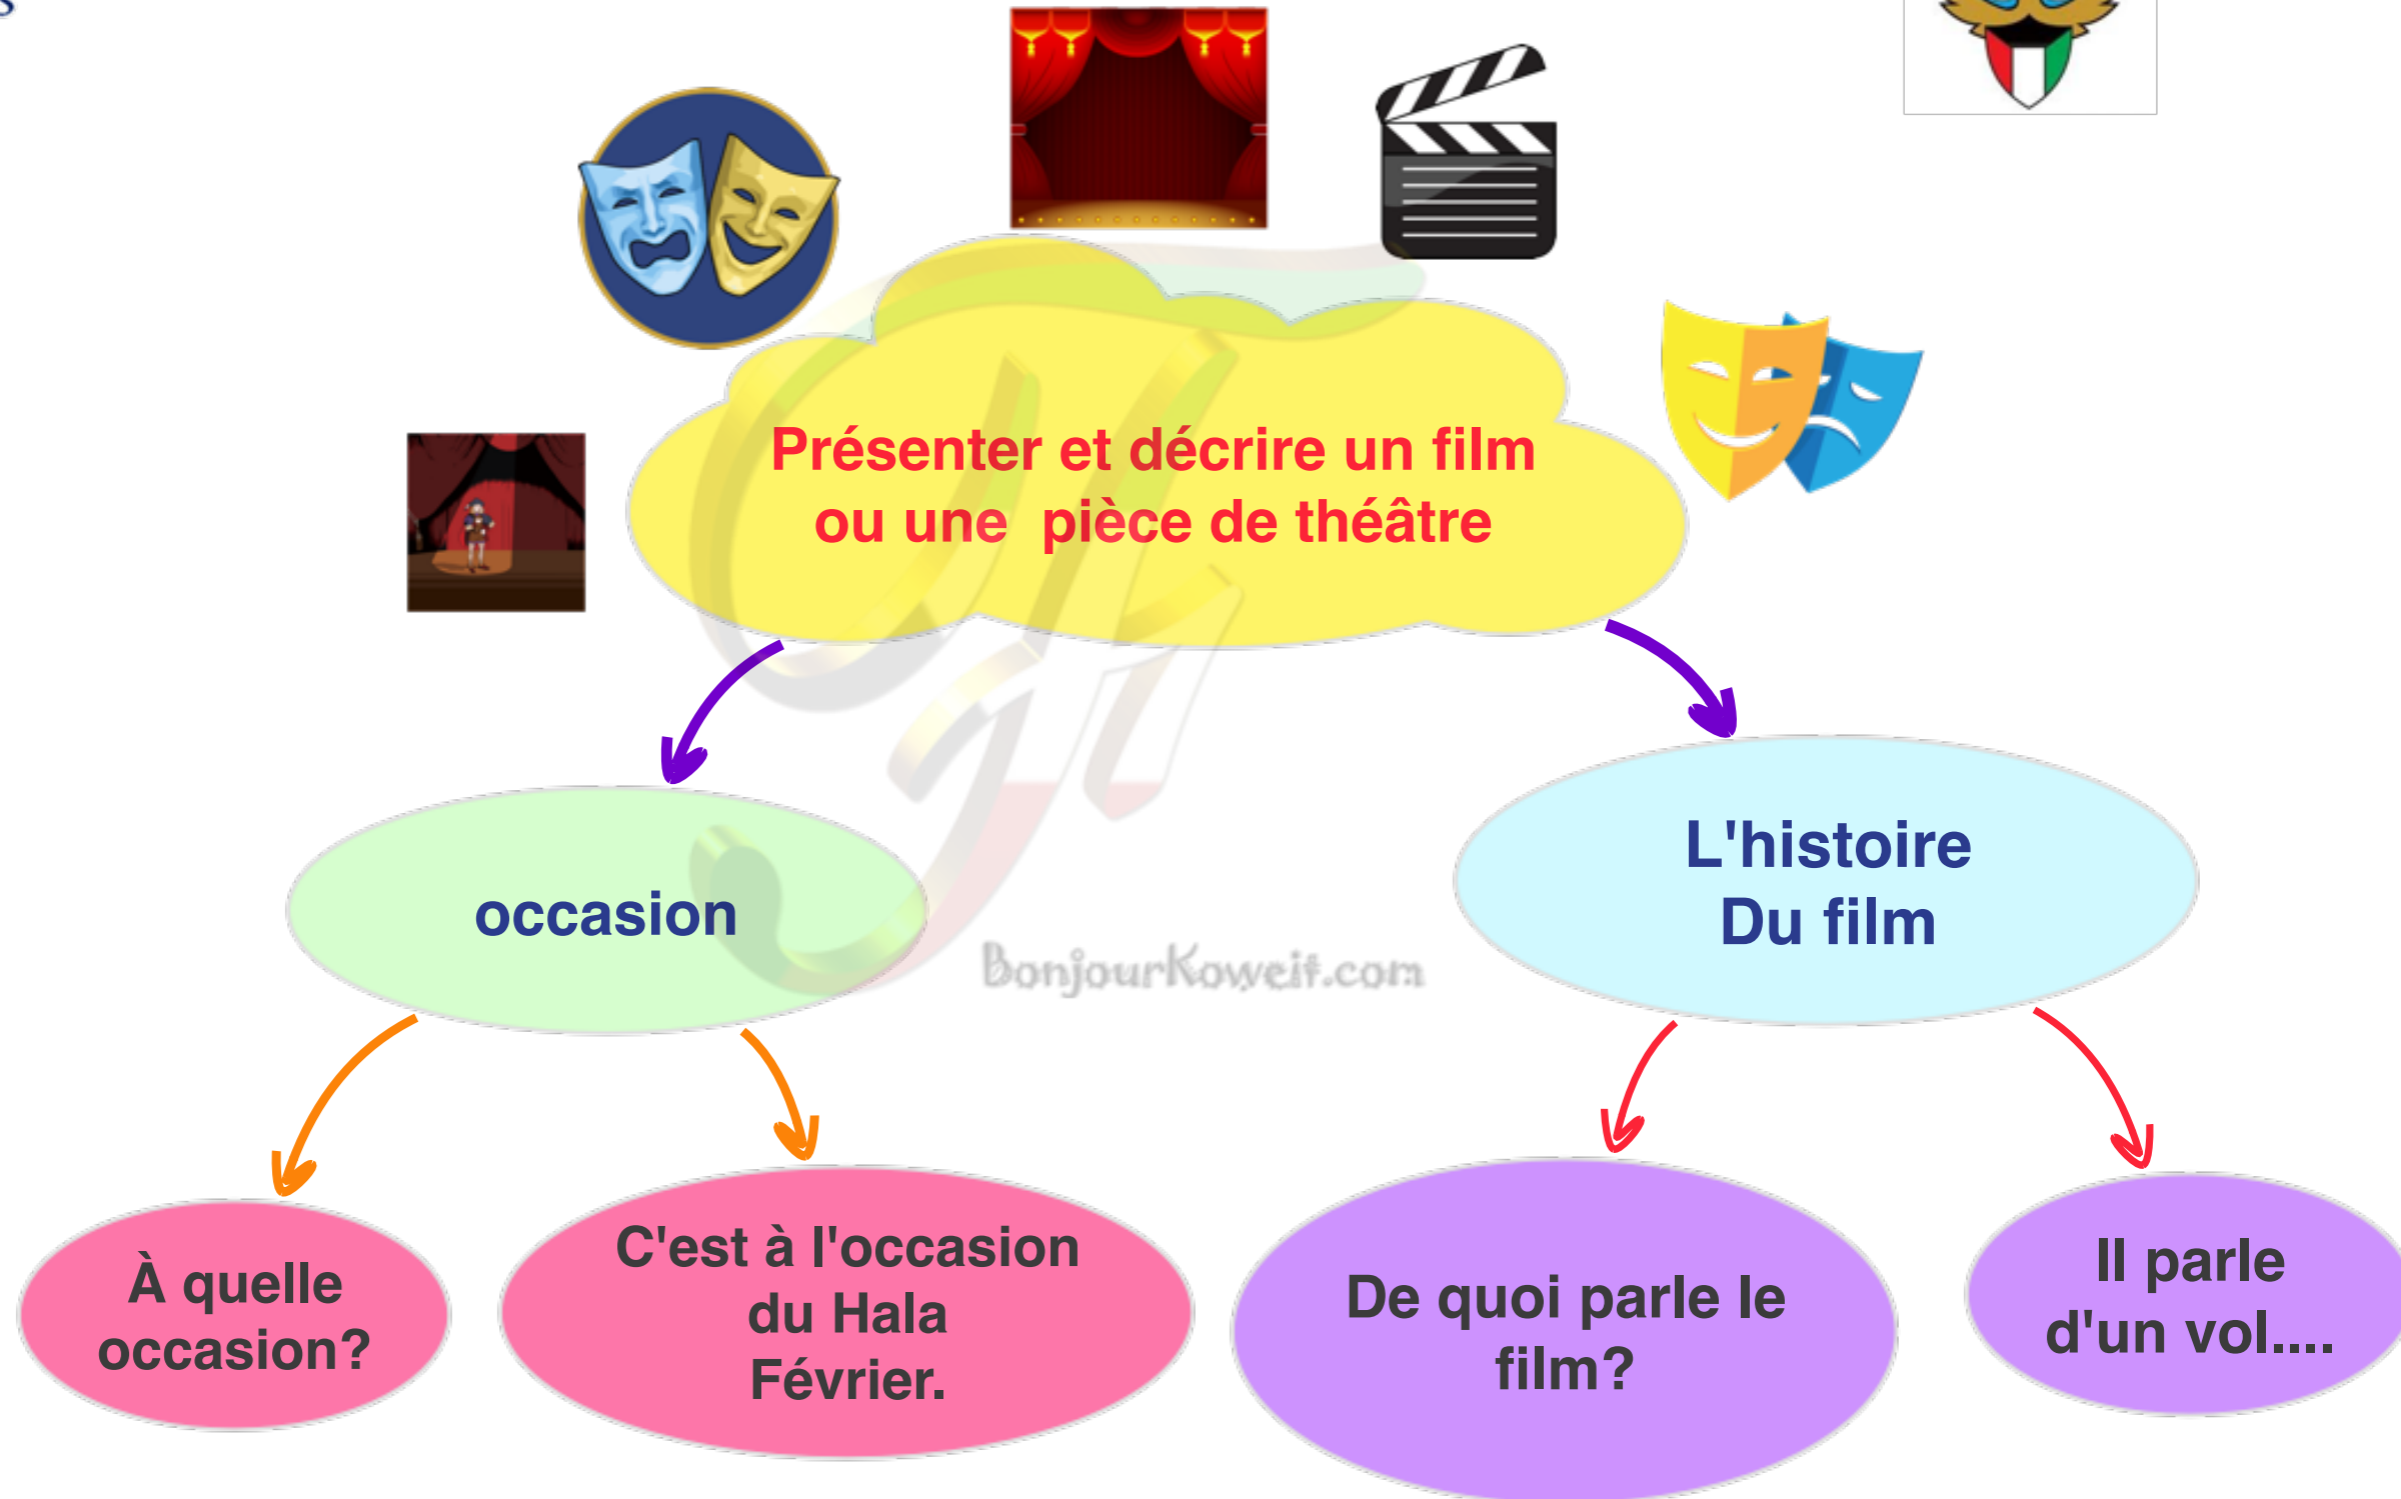 Présenter et décrire un film
ou une pièce de théâtre
occasion
L'histoire
Du film
BonjourKoweit.com
À quelle
occasion?
C'est à l'occasion
du Hala
Février.
De quoi parle le
film?
Il parle
d'un vol....